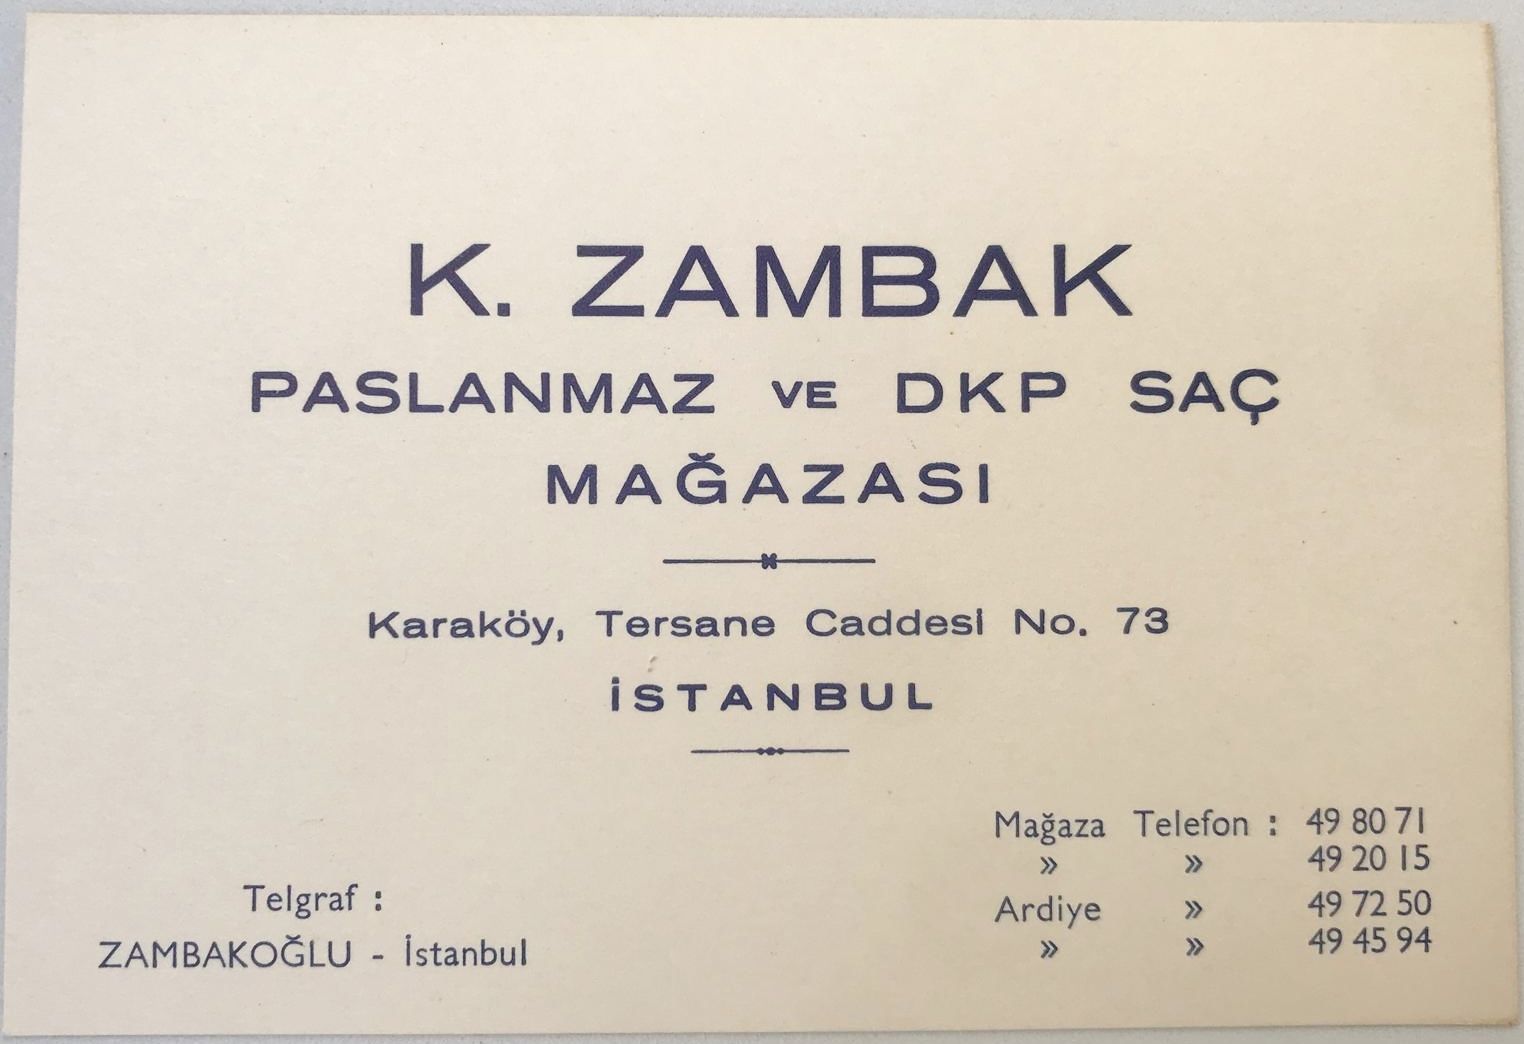 K. ZAMBAK
PASLANMAZ VE DKP SAÇ
MAĞAZASI
Karaköy, Tersane Caddesi No. 73
İSTANBUL
Telgraf :
ZAMBAKOĞLU - İstanbul
Mağaza Telefon : 49 80 71
» » 49 20 15
Ardiye » 49 72 50
» » 49 45 94